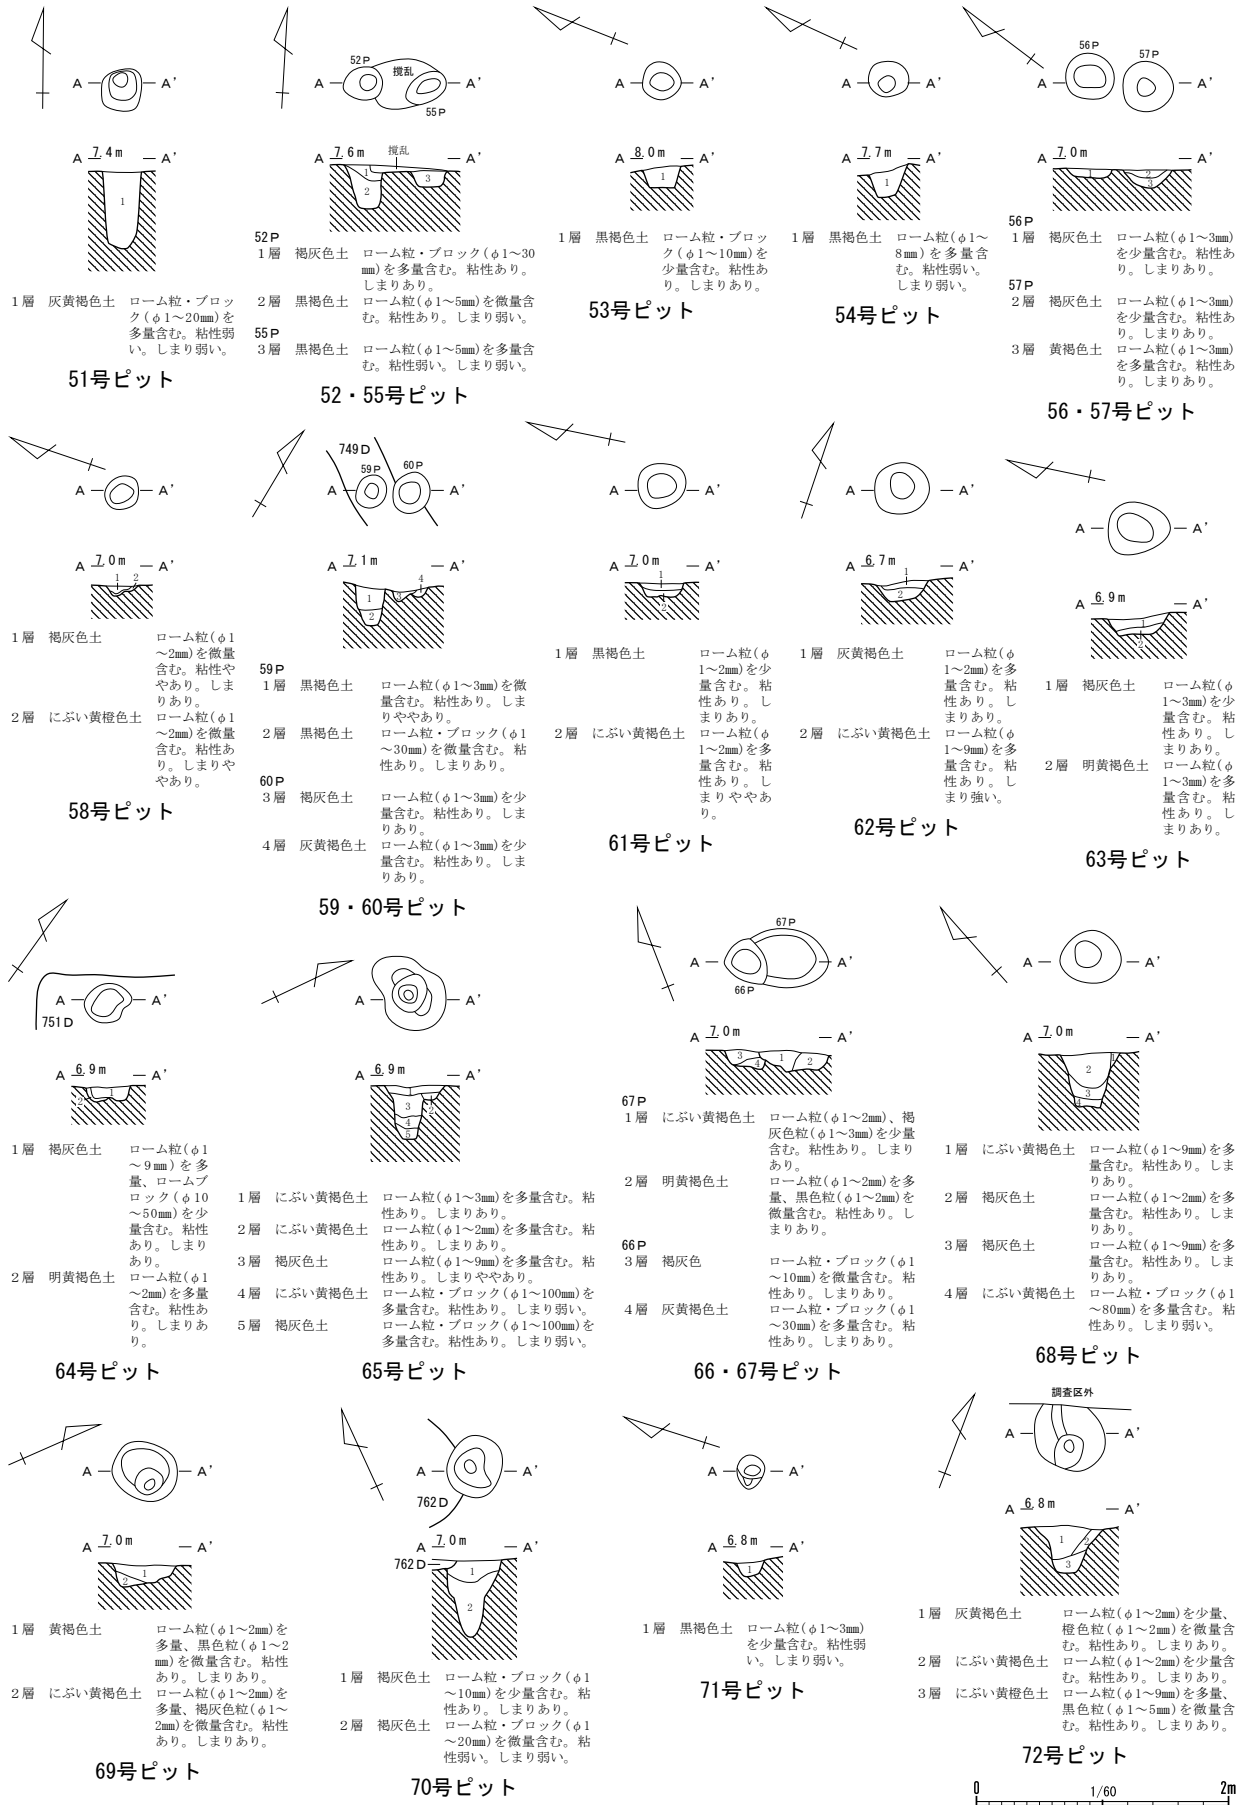 A A'
A 7.4m A'
1
1層 灰黄褐色土 ローム粒・ブロッ
ク(φ1～20㎜)を
多量含む。粘性弱
い。しまり弱い。
51号ピット
52P
撹乱
A A'
55P
A 7.6m 撹乱 A'
1
2
3
52P
1層 褐灰色土 ローム粒・ブロック(φ1～30
㎜)を多量含む。粘性あり。
しまりあり。
2層 黒褐色土 ローム粒(φ1～5㎜)を微量含
む。粘性あり。しまり弱い。
55P
3層 黒褐色土 ローム粒(φ1～5㎜)を多量含
む。粘性弱い。しまり弱い。
52・55号ピット
A A'
A 8.0m A'
1
1層 黒褐色土 ローム粒・ブロッ
ク(φ1～10㎜)を
少量含む。粘性あ
り。しまりあり。
53号ピット
A A'
A 7.7m A'
1
1層 黒褐色土 ローム粒(φ1～
8㎜)を多量含
む。粘性弱い。
しまり弱い。
54号ピット
56P
57P
A A'
A 7.0m A'
1 2
3
56P
1層 褐灰色土 ローム粒(φ1～3㎜)
を少量含む。粘性あ
り。しまりあり。
57P
2層 褐灰色土 ローム粒(φ1～3㎜)
を少量含む。粘性あ
り。しまりあり。
3層 黄褐色土 ローム粒(φ1～3㎜)
を多量含む。粘性あ
り。しまりあり。
56・57号ピット
A A'
A 7.0m A'
1 2
1層 褐灰色土 ローム粒(φ1
～2㎜)を微量
含む。粘性や
やあり。しま
りあり。
2層 にぶい黄橙色土 ローム粒(φ1
～2㎜)を微量
含む。粘性あ
り。しまりや
やあり。
58号ピット
749D
59P 60P
A A'
A 7.1m A'
4
1 3
2
59P
1層 黒褐色土 ローム粒(φ1～3㎜)を微
量含む。粘性あり。しま
りややあり。
2層 黒褐色土 ローム粒・ブロック(φ1
～30㎜)を微量含む。粘
性あり。しまりあり。
60P
3層 褐灰色土 ローム粒(φ1～3㎜)を少
量含む。粘性あり。しま
りあり。
4層 灰黄褐色土 ローム粒(φ1～3㎜)を少
量含む。粘性あり。しま
りあり。
59・60号ピット
A A'
A 7.0m A'
1
2
1層 黒褐色土 ローム粒(φ
1～2㎜)を少
量含む。粘
性あり。し
まりあり。
2層 にぶい黄褐色土 ローム粒(φ
1～2㎜)を多
量含む。粘
性あり。し
まりややあ
り。
61号ピット
A A'
A 6.7m A'
1
2
1層 灰黄褐色土 ローム粒(φ
1～2㎜)を多
量含む。粘
性あり。し
まりあり。
2層 にぶい黄褐色土 ローム粒(φ
1～9㎜)を多
量含む。粘
性あり。し
まり強い。
62号ピット
A A'
A 6.9m A'
1
2
1層 褐灰色土 ローム粒(φ
1～3㎜)を少
量含む。粘
性あり。し
まりあり。
2層 明黄褐色土 ローム粒(φ
1～3㎜)を多
量含む。粘
性あり。し
まりあり。
63号ピット
A A'
751D
A 6.9m A'
1
2
1層 褐灰色土 ローム粒(φ1
～9㎜)を多
量、ロームブ
ロック(φ10
～50㎜)を少
量含む。粘性
あり。しまり
あり。
2層 明黄褐色土 ローム粒(φ1
～2㎜)を多量
含む。粘性あ
り。しまりあ
り。
64号ピット
A A'
A 6.9m A'
1
3 2
4
5
1層 にぶい黄褐色土 ローム粒(φ1～3㎜)を多量含む。粘
性あり。しまりあり。
2層 にぶい黄褐色土 ローム粒(φ1～2㎜)を多量含む。粘
性あり。しまりあり。
3層 褐灰色土 ローム粒(φ1～9㎜)を多量含む。粘
性あり。しまりややあり。
4層 にぶい黄褐色土 ローム粒・ブロック(φ1～100㎜)を
多量含む。粘性あり。しまり弱い。
5層 褐灰色土 ローム粒・ブロック(φ1～100㎜)を
多量含む。粘性あり。しまり弱い。
65号ピット
67P
A A'
66P
A 7.0m A'
3 1 2
4
67P
1層 にぶい黄褐色土 ローム粒(φ1～2㎜)、褐
灰色粒(φ1～3㎜)を少量
含む。粘性あり。しまり
あり。
2層 明黄褐色土 ローム粒(φ1～2㎜)を多
量、黒色粒(φ1～2㎜)を
微量含む。粘性あり。し
まりあり。
66P
3層 褐灰色 ローム粒・ブロック(φ1
～10㎜)を微量含む。粘
性あり。しまりあり。
4層 灰黄褐色土 ローム粒・ブロック(φ1
～30㎜)を多量含む。粘
性あり。しまりあり。
66・67号ピット
A A'
A 7.0m A'
1
2
3
4
1層 にぶい黄褐色土 ローム粒(φ1～9㎜)を多
量含む。粘性あり。しま
りあり。
2層 褐灰色土 ローム粒(φ1～2㎜)を多
量含む。粘性あり。しま
りあり。
3層 褐灰色土 ローム粒(φ1～9㎜)を多
量含む。粘性あり。しま
りあり。
4層 にぶい黄褐色土 ローム粒・ブロック(φ1
～80㎜)を多量含む。粘
性あり。しまり弱い。
68号ピット
A A'
A 7.0m A'
1
2
1層 黄褐色土 ローム粒(φ1～2㎜)を
多量、黒色粒(φ1～2
㎜)を微量含む。粘性
あり。しまりあり。
2層 にぶい黄褐色土 ローム粒(φ1～2㎜)を
多量、褐灰色粒(φ1～
2㎜)を微量含む。粘性
あり。しまりあり。
69号ピット
A A'
762D
A 7.0m A'
762D
1
2
1層 褐灰色土 ローム粒・ブロック(φ1
～10㎜)を少量含む。粘
性あり。しまりあり。
2層 褐灰色土 ローム粒・ブロック(φ1
～20㎜)を微量含む。粘
性弱い。しまり弱い。
70号ピット
A A'
A 6.8m A'
1
1層 黒褐色土 ローム粒(φ1～3㎜)
を少量含む。粘性弱
い。しまり弱い。
71号ピット
調査区外
A A'
A 6.8m A'
1 2
3
1層 灰黄褐色土 ローム粒(φ1～2㎜)を少量、
橙色粒(φ1～2㎜)を微量含
む。粘性あり。しまりあり。
2層 にぶい黄褐色土 ローム粒(φ1～2㎜)を少量含
む。粘性あり。しまりあり。
3層 にぶい黄橙色土 ローム粒(φ1～9㎜)を多量、
黒色粒(φ1～5㎜)を微量含
む。粘性あり。しまりあり。
72号ピット
0 1/60 2m